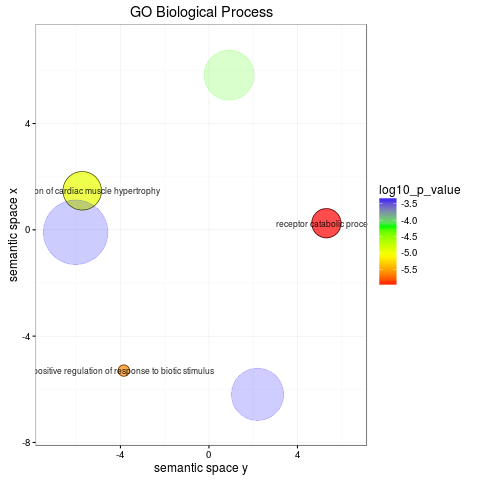 GO Biological Process
log10_p_value
-3.5
-4.0
-4.5
-5.0
-5.5
4
0
-4
-8
on of cardiac muscle hypertrophy
receptor catabolic proce
positive regulation of response to biotic stimulus
-4
0
4
semantic space x
semantic space y